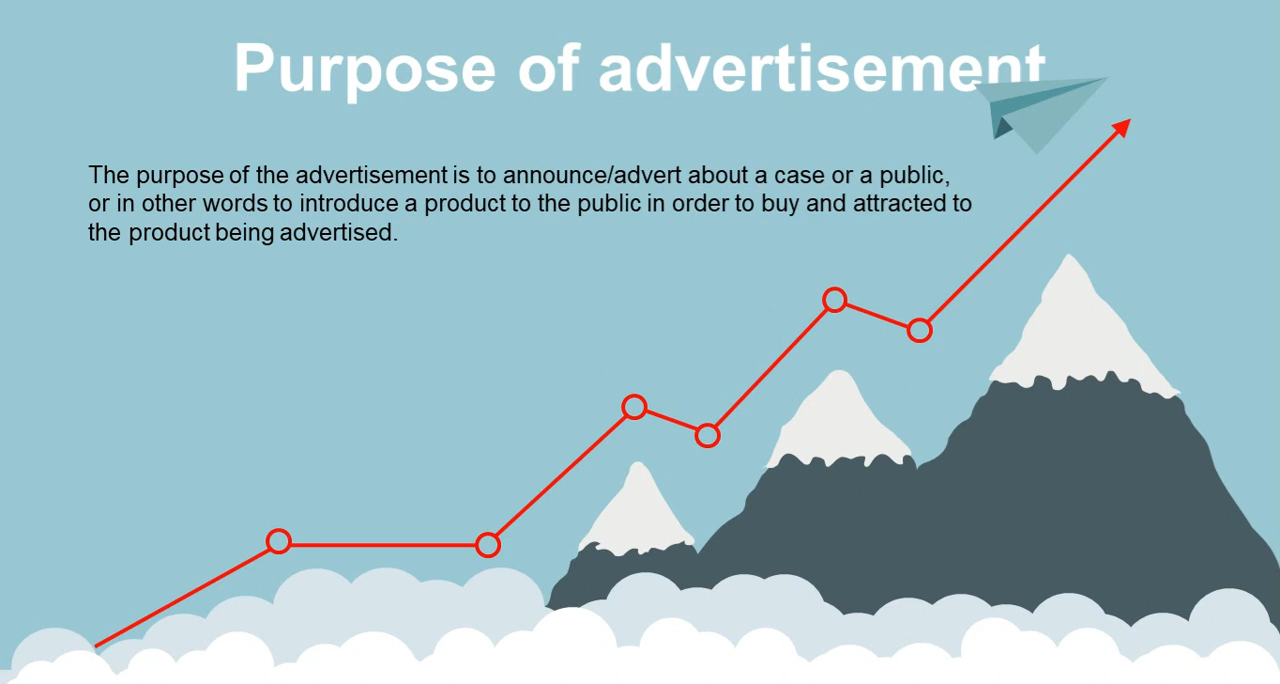 Purpose of advertisement
The purpose of the advertisement is to announce/advert about a case or a public,
or in other words to introduce a product to the public in order to buy and attracted to
the product being advertised.